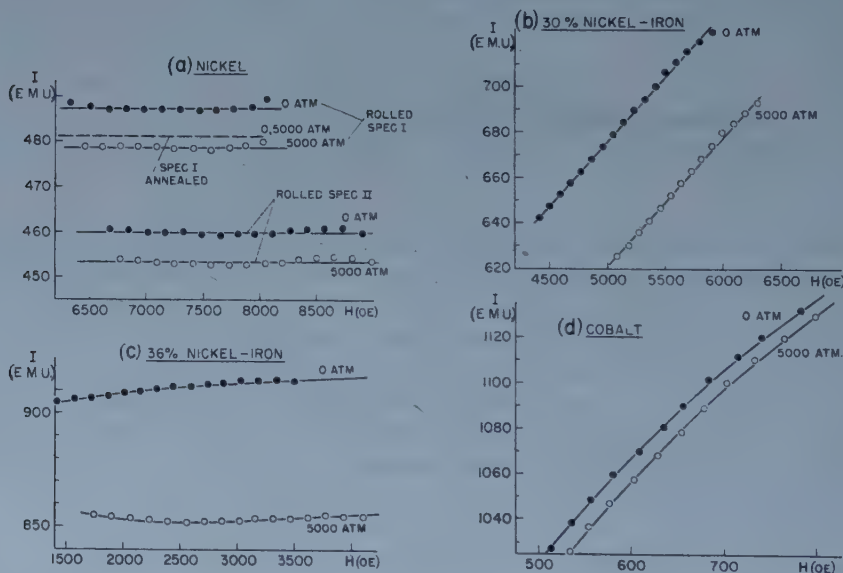 (a) NICKEL
I
(E M U)
480
470
460
450
0 ATM
ROLLED
SPEC I
0,5000 ATM
5000 ATM
SPEC I
ANNEALED
ROLLED SPEC II
0 ATM
5000 ATM
6500 7000 7500 8000 8500 H(OE)
(b) 30 % NICKEL-IRON
I
(E M U)
700
680
660
640
620
0 ATM
5000 ATM
4500 5000 5500 6000 H(OE)
(c) 36% NICKEL-IRON
I
(E M U)
900
850
0 ATM
5000 ATM
1500 2000 2500 3000 3500 H(OE)
(d) COBALT
I
(E M U)
1120
1100
1080
1060
1040
0 ATM
5000 ATM.
500 600 700 H(OE)